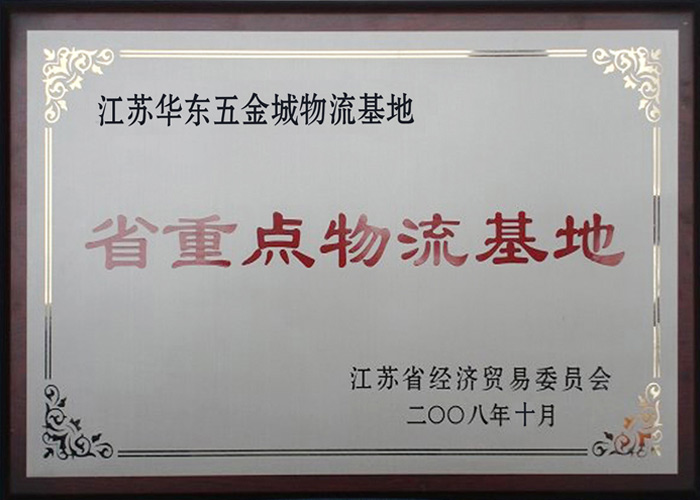 江苏华东五金城物流基地
省重点物流基地
江苏省经济贸易委员会
二〇〇八年十月